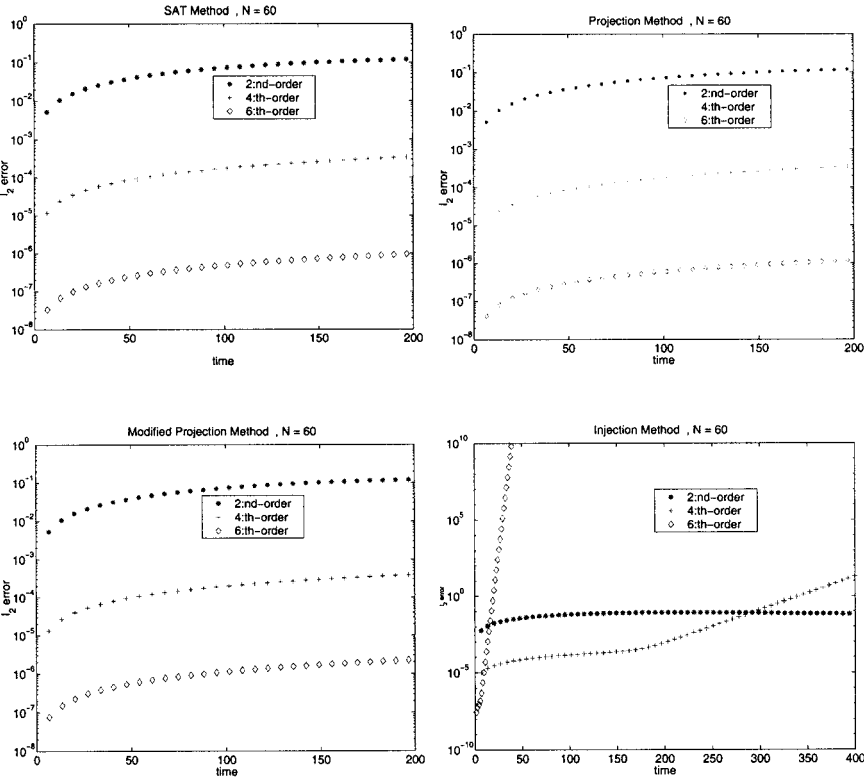 SAT Method , N = 60
10^0
10^-1
10^-2
10^-3
10^-4
10^-5
10^-6
10^-7
10^-8
l_2 error
2:nd-order
4:th-order
6:th-order
0 50 100 150 200
time
Projection Method , N = 60
10^0
10^-1
10^-2
10^-3
10^-4
10^-5
10^-6
10^-7
10^-8
l_2 error
2:nd-order
4:th-order
6:th-order
0 50 100 150 200
time
Modified Projection Method , N = 60
10^0
10^-1
10^-2
10^-3
10^-4
10^-5
10^-6
10^-7
10^-8
l_2 error
2:nd-order
4:th-order
6:th-order
0 50 100 150 200
time
Injection Method , N = 60
10^10
10^5
10^0
10^-5
10^-10
l_2 error
2:nd-order
4:th-order
6:th-order
0 50 100 150 200 250 300 350 400
time